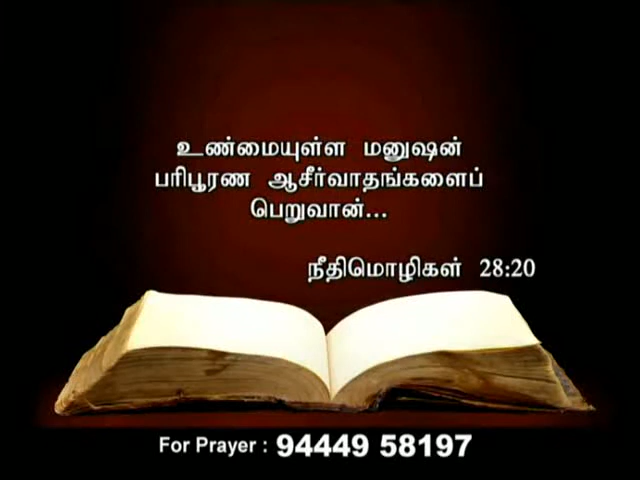 உண்மையுள்ள மனுஷன்
பரிபூரண ஆசீர்வாதங்களைப்
பெறுவான்...
நீதிமொழிகள் 28:20
For Prayer : 94449 58197